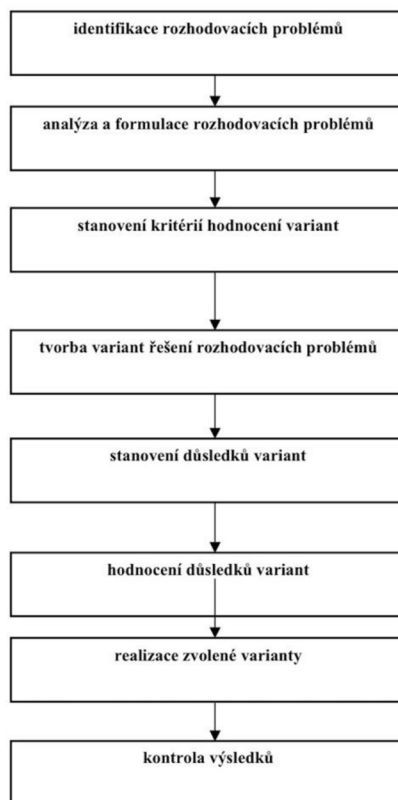 identifikace rozhodovacích problémů
analýza a formulace rozhodovacích problémů
stanovení kritérií hodnocení variant
tvorba variant řešení rozhodovacích problémů
stanovení důsledků variant
hodnocení důsledků variant
realizace zvolené varianty
kontrola výsledků